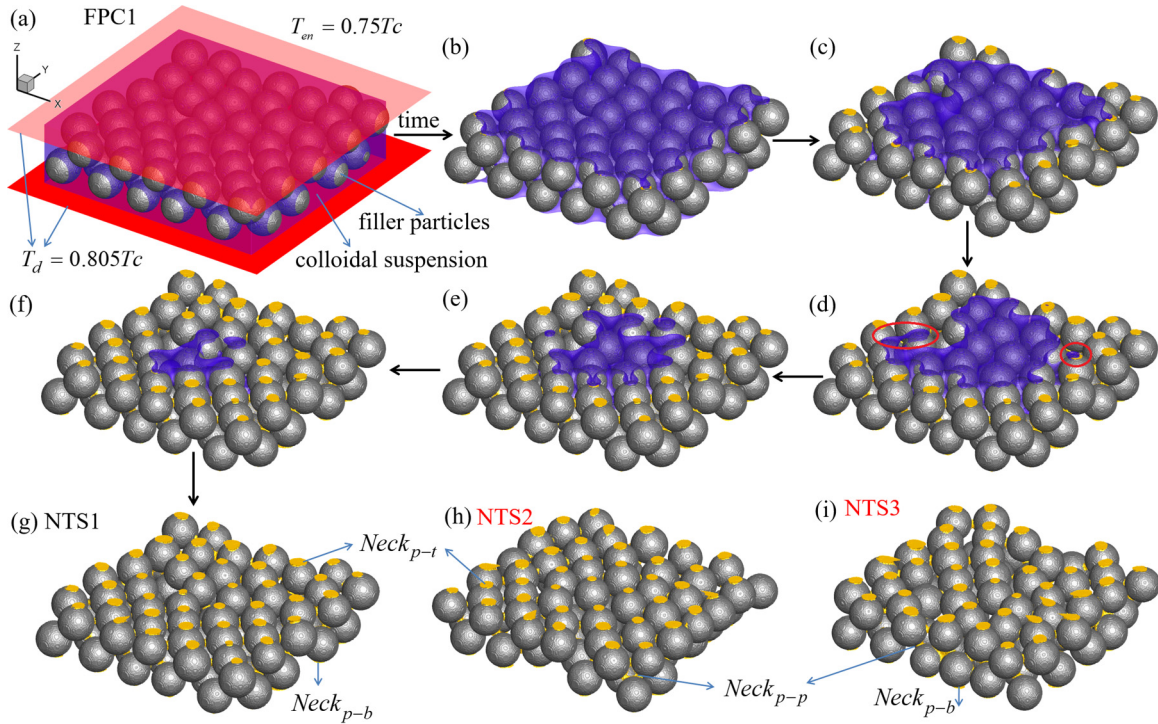 (a) FPC1
T_en = 0.75Tc
Z
Y
X
time
filler particles
colloidal suspension
T_d = 0.805Tc
(b)
(c)
(f)
(e)
(d)
(g) NTS1
(h) NTS2
(i) NTS3
Neck_p-t
Neck_p-b
Neck_p-p
Neck_p-b